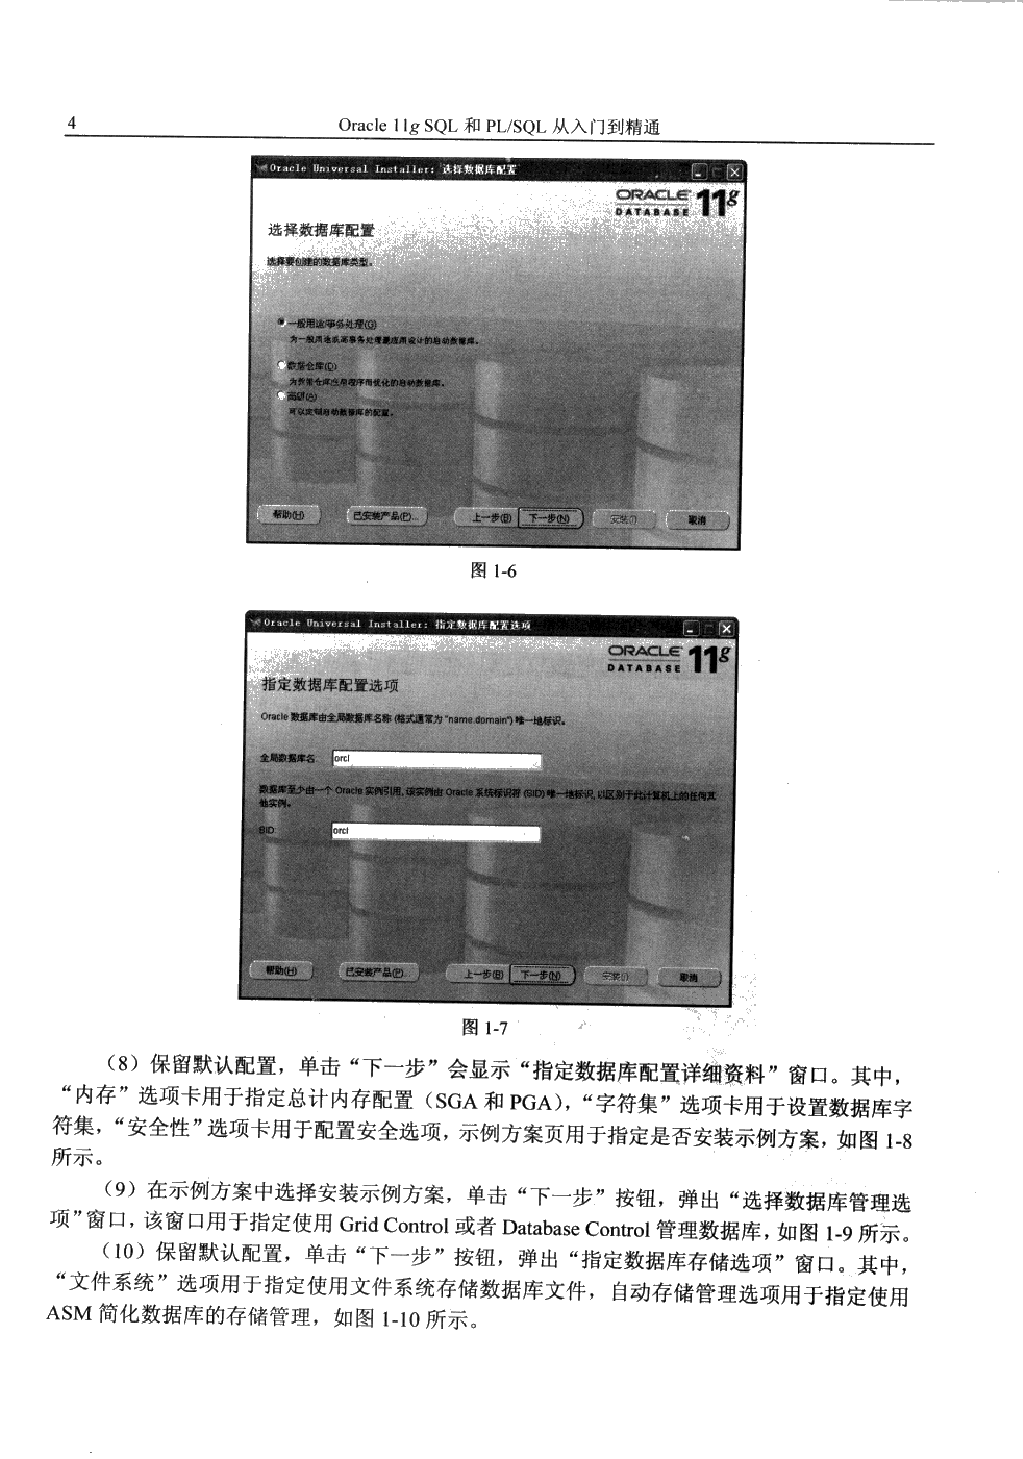 4
Oracle 11g SQL 和 PL/SQL 从入门到精通
Oracle Universal Installer: 选择数据库配置
ORACLE 11g
DATABASE
选择数据库配置
选择要创建的数据库类型。
一般用途/事务处理(G)
数据仓库(D)
为数据仓库应用程序而优化的启动数据库。
高级(A)
可以定制启动数据库的配置。
帮助(H) 已安装产品(P)... 上一步(B) 下一步(N) 安装(I) 取消
图 1-6
Oracle Universal Installer: 指定数据库配置选项
ORACLE 11g
DATABASE
指定数据库配置选项
Oracle 数据库由全局数据库名称 (格式通常为 "name.domain") 唯一地标识。
全局数据库名 orcl
数据库至少由一个 Oracle 实例引用, 该实例由 Oracle 系统标识符 (SID) 唯一地标识, 以区别于此计算机上的任何其
他实例。
SID: orcl
帮助(H) 已安装产品(P)... 上一步(B) 下一步(N) 安装(I) 取消
图 1-7
（8）保留默认配置，单击“下一步”会显示“指定数据库配置详细资料”窗口。其中，
“内存”选项卡用于指定总计内存配置（SGA 和 PGA），“字符集”选项卡用于设置数据库字
符集，“安全性”选项卡用于配置安全选项，示例方案页用于指定是否安装示例方案，如图 1-8
所示。
（9）在示例方案中选择安装示例方案，单击“下一步”按钮，弹出“选择数据库管理选
项”窗口，该窗口用于指定使用 Grid Control 或者 Database Control 管理数据库，如图 1-9 所示。
（10）保留默认配置，单击“下一步”按钮，弹出“指定数据库存储选项”窗口。其中，
“文件系统”选项用于指定使用文件系统存储数据库文件，自动存储管理选项用于指定使用
ASM 简化数据库的存储管理，如图 1-10 所示。